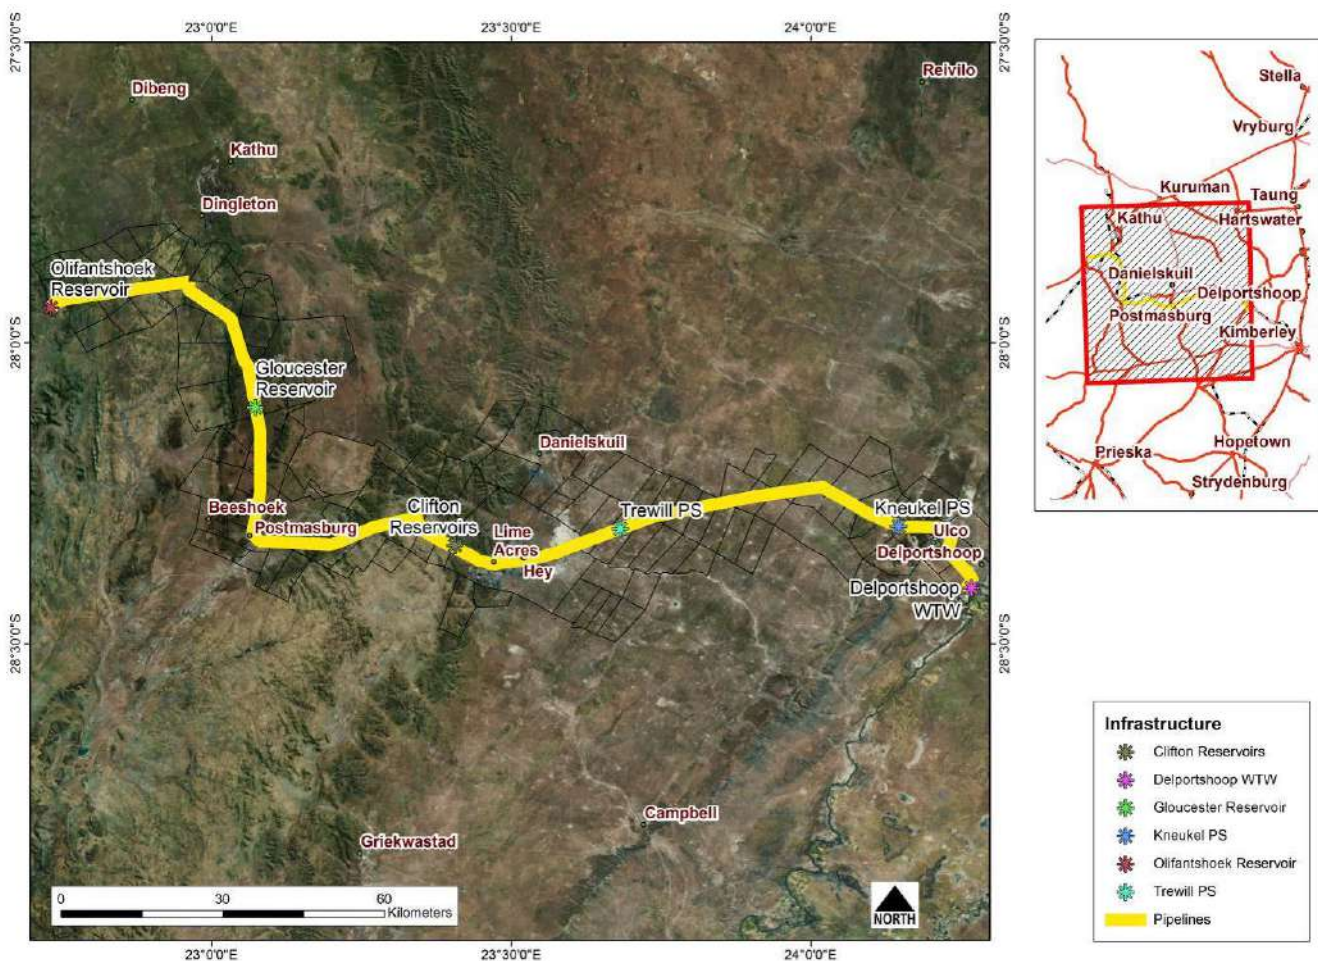 23°0'0"E
23°30'0"E
24°0'0"E
27°30'0"S
27°30'0"S
Dibeng
Reivilo
Kathu
Dingleton
Olifantshoek
Reservoir
28°0'0"S
28°0'0"S
Gloucester
Reservoir
Danielskuil
Beeshoek
Postmasburg
Clifton
Reservoirs
Lime
Acres
Hey
Trewill PS
Kneukel PS
Ulco
Delportshoop
Delportshoop
WTW
28°30'0"S
28°30'0"S
Campbell
Griekwastad
0
30
60
Kilometers
NORTH
23°0'0"E
23°30'0"E
24°0'0"E
Stella
Vryburg
Kuruman
Taung
Kathu
Hartswater
Danielskuil
Delportshoop
Postmasburg
Kimberley
Hopetown
Prieska
Strydenburg
Infrastructure
Clifton Reservoirs
Delportshoop WTW
Gloucester Reservoir
Kneukel PS
Olifantshoek Reservoir
Trewill PS
Pipelines